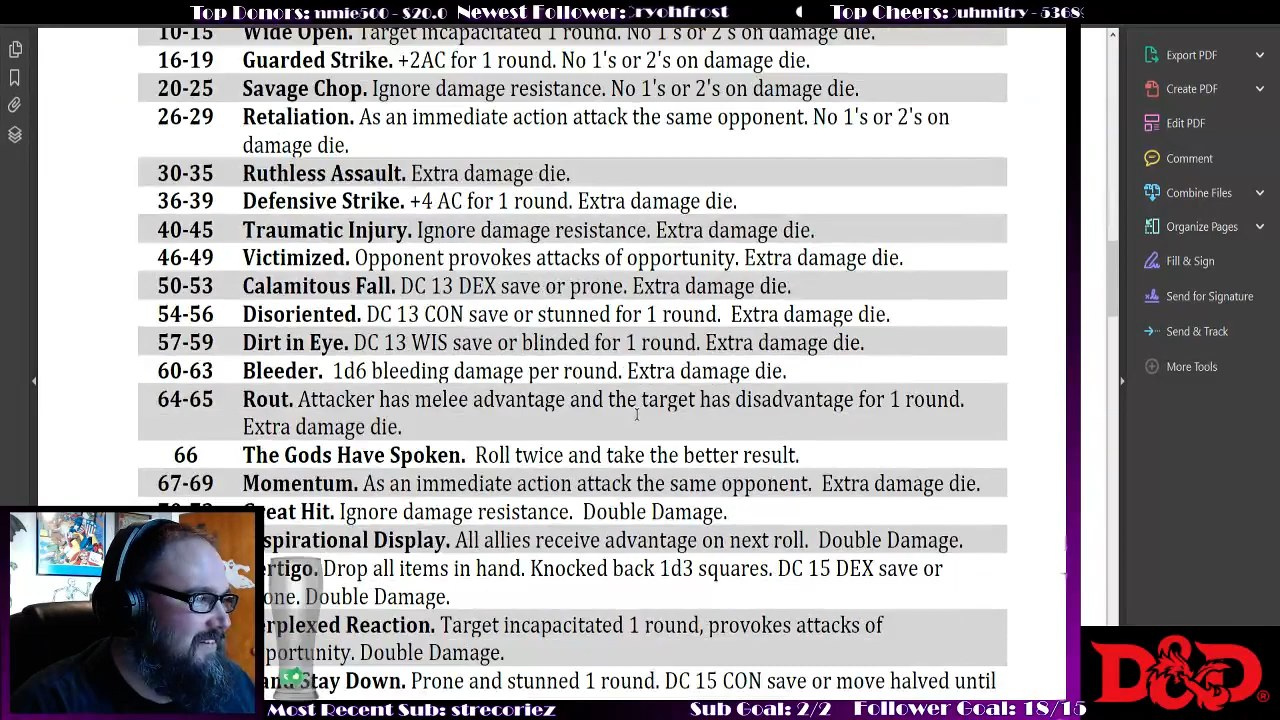 Top Donors: nmie500 - $20.0 Newest Follower: ryohfrost Top Cheers: uhmitry - 5368
10-15 Wide Open. Target incapacitated 1 round. No 1's or 2's on damage die.
16-19 Guarded Strike. +2AC for 1 round. No 1's or 2's on damage die.
20-25 Savage Chop. Ignore damage resistance. No 1's or 2's on damage die.
26-29 Retaliation. As an immediate action attack the same opponent. No 1's or 2's on
damage die.
30-35 Ruthless Assault. Extra damage die.
36-39 Defensive Strike. +4 AC for 1 round. Extra damage die.
40-45 Traumatic Injury. Ignore damage resistance. Extra damage die.
46-49 Victimized. Opponent provokes attacks of opportunity. Extra damage die.
50-53 Calamitous Fall. DC 13 DEX save or prone. Extra damage die.
54-56 Disoriented. DC 13 CON save or stunned for 1 round. Extra damage die.
57-59 Dirt in Eye. DC 13 WIS save or blinded for 1 round. Extra damage die.
60-63 Bleeder. 1d6 bleeding damage per round. Extra damage die.
64-65 Rout. Attacker has melee advantage and the target has disadvantage for 1 round.
Extra damage die.
66 The Gods Have Spoken. Roll twice and take the better result.
67-69 Momentum. As an immediate action attack the same opponent. Extra damage die.
reat Hit. Ignore damage resistance. Double Damage.
spirational Display. All allies receive advantage on next roll. Double Damage.
ertigo. Drop all items in hand. Knocked back 1d3 squares. DC 15 DEX save or
one. Double Damage.
erplexed Reaction. Target incapacitated 1 round, provokes attacks of
portunity. Double Damage.
Stay Down. Prone and stunned 1 round. DC 15 CON save or move halved until
Export PDF
Create PDF
Edit PDF
Comment
Combine Files
Organize Pages
Fill & Sign
Send for Signature
Send & Track
More Tools
D&D
Most Recent Sub: strecoriez Sub Goal: 2/2 Follower Goal: 18/15